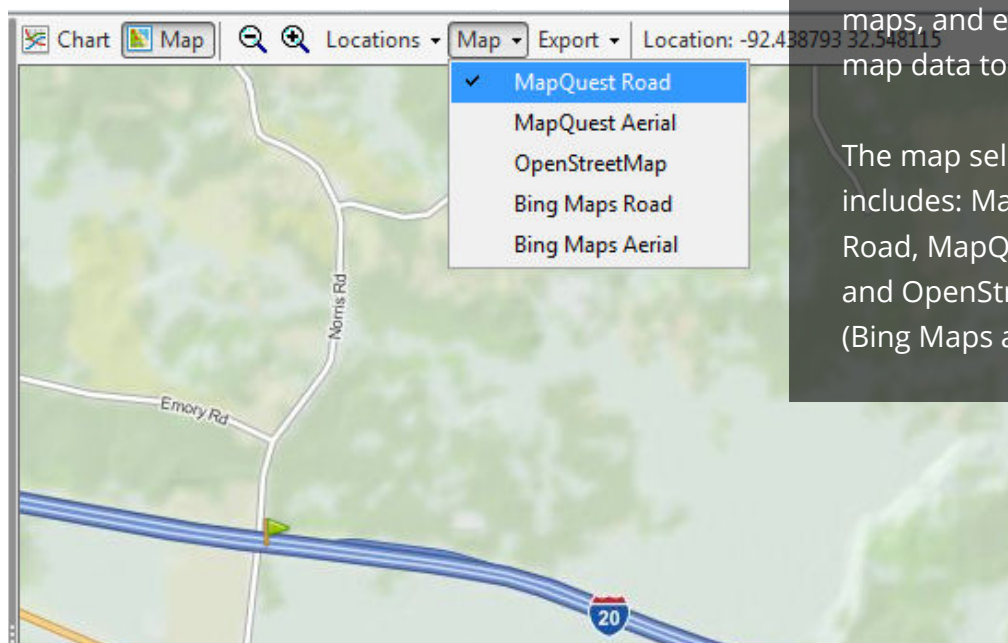 Chart Map Locations Map Export Location: -92.438793 32.548115
MapQuest Road
MapQuest Aerial
OpenStreetMap
Bing Maps Road
Bing Maps Aerial
maps, and e
map data to
The map sel
includes: Ma
Road, MapQ
and OpenStr
(Bing Maps a
Norris Rd
Emory Rd
20